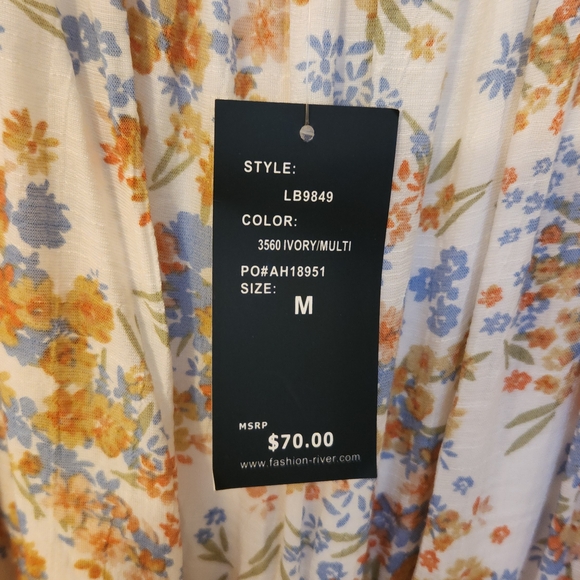 STYLE:
LB9849
COLOR:
3560 IVORY/MULTI
PO#AH18951
SIZE:
M
MSRP
$70.00
www.fashion-river.com